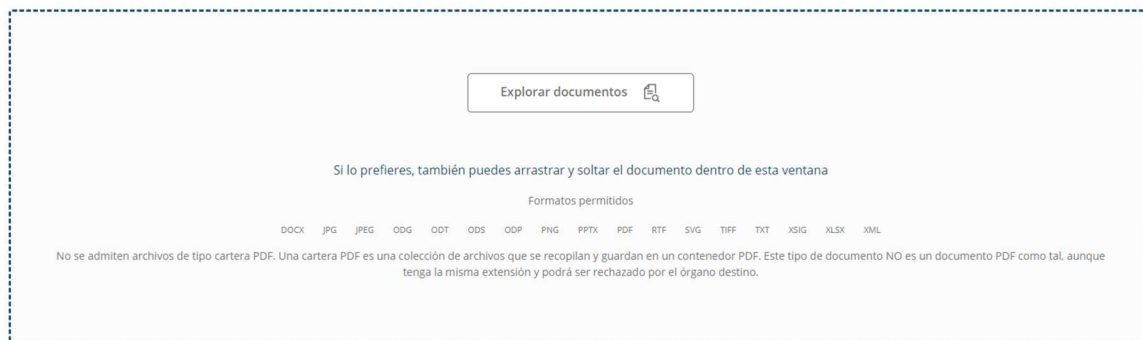 Explorar documentos
Si lo prefieres, también puedes arrastrar y soltar el documento dentro de esta ventana
Formatos permitidos
DOCX JPG JPEG ODG ODT ODS ODP PNG PPTX PDF RTF SVG TIFF TXT XSIG XLSX XML
No se admiten archivos de tipo cartera PDF. Una cartera PDF es una colección de archivos que se recopilan y guardan en un contenedor PDF. Este tipo de documento NO es un documento PDF como tal, aunque
tenga la misma extensión y podrá ser rechazado por el órgano destino.